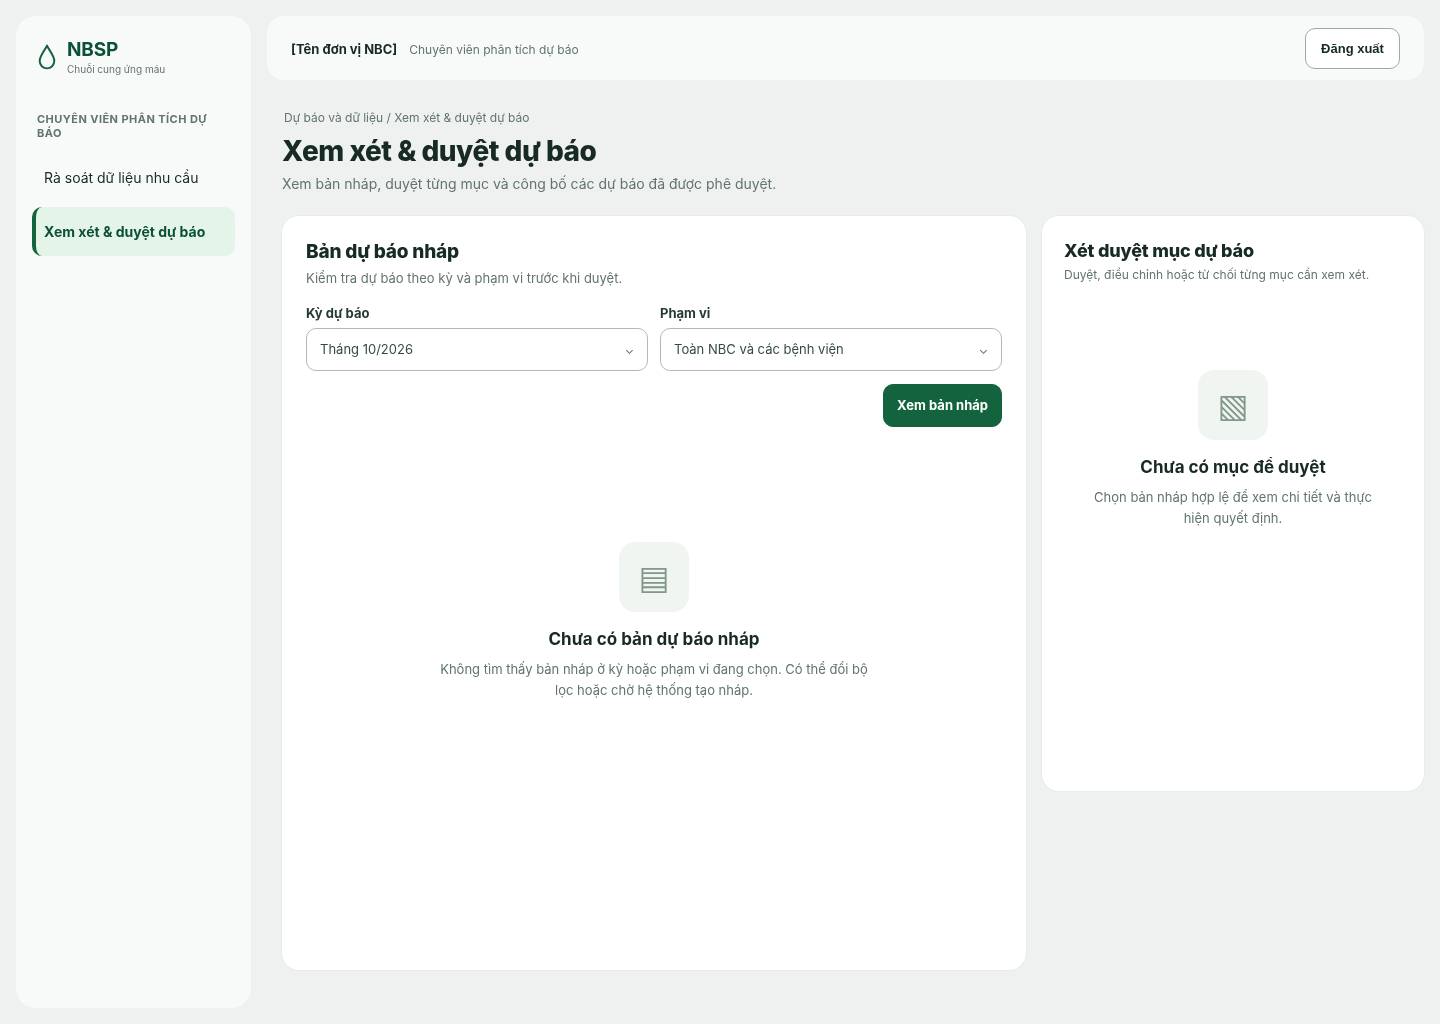 NBSP
Chuỗi cung ứng máu
CHUYÊN VIÊN PHÂN TÍCH DỰ
BÁO
Rà soát dữ liệu nhu cầu
Xem xét & duyệt dự báo
[Tên đơn vị NBC] Chuyên viên phân tích dự báo
Đăng xuất
Dự báo và dữ liệu / Xem xét & duyệt dự báo
Xem xét & duyệt dự báo
Xem bản nháp, duyệt từng mục và công bố các dự báo đã được phê duyệt.
Bản dự báo nháp
Kiểm tra dự báo theo kỳ và phạm vi trước khi duyệt.
Kỳ dự báo
Phạm vi
Tháng 10/2026
Toàn NBC và các bệnh viện
Xem bản nháp
Chưa có bản dự báo nháp
Không tìm thấy bản nháp ở kỳ hoặc phạm vi đang chọn. Có thể đổi bộ
lọc hoặc chờ hệ thống tạo nháp.
Xét duyệt mục dự báo
Duyệt, điều chỉnh hoặc từ chối từng mục cần xem xét.
Chưa có mục để duyệt
Chọn bản nháp hợp lệ để xem chi tiết và thực
hiện quyết định.